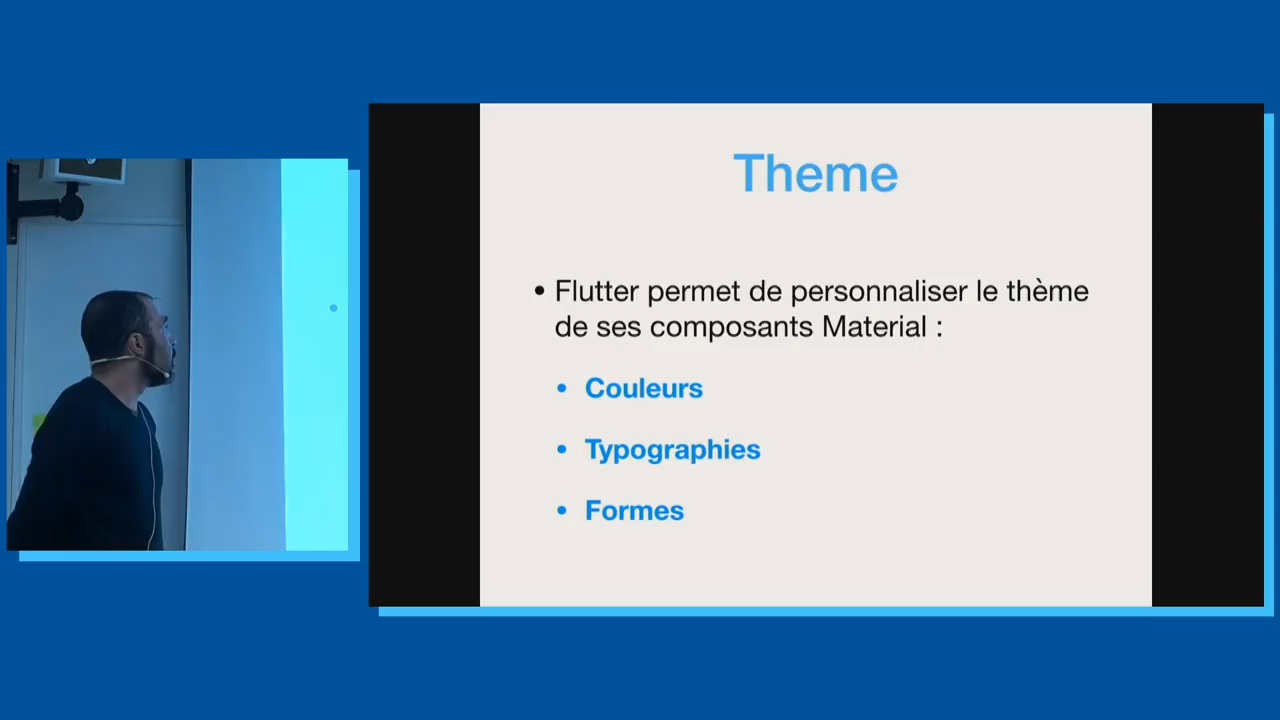 Theme
• Flutter permet de personnaliser le thème
de ses composants Material :
• Couleurs
• Typographies
• Formes